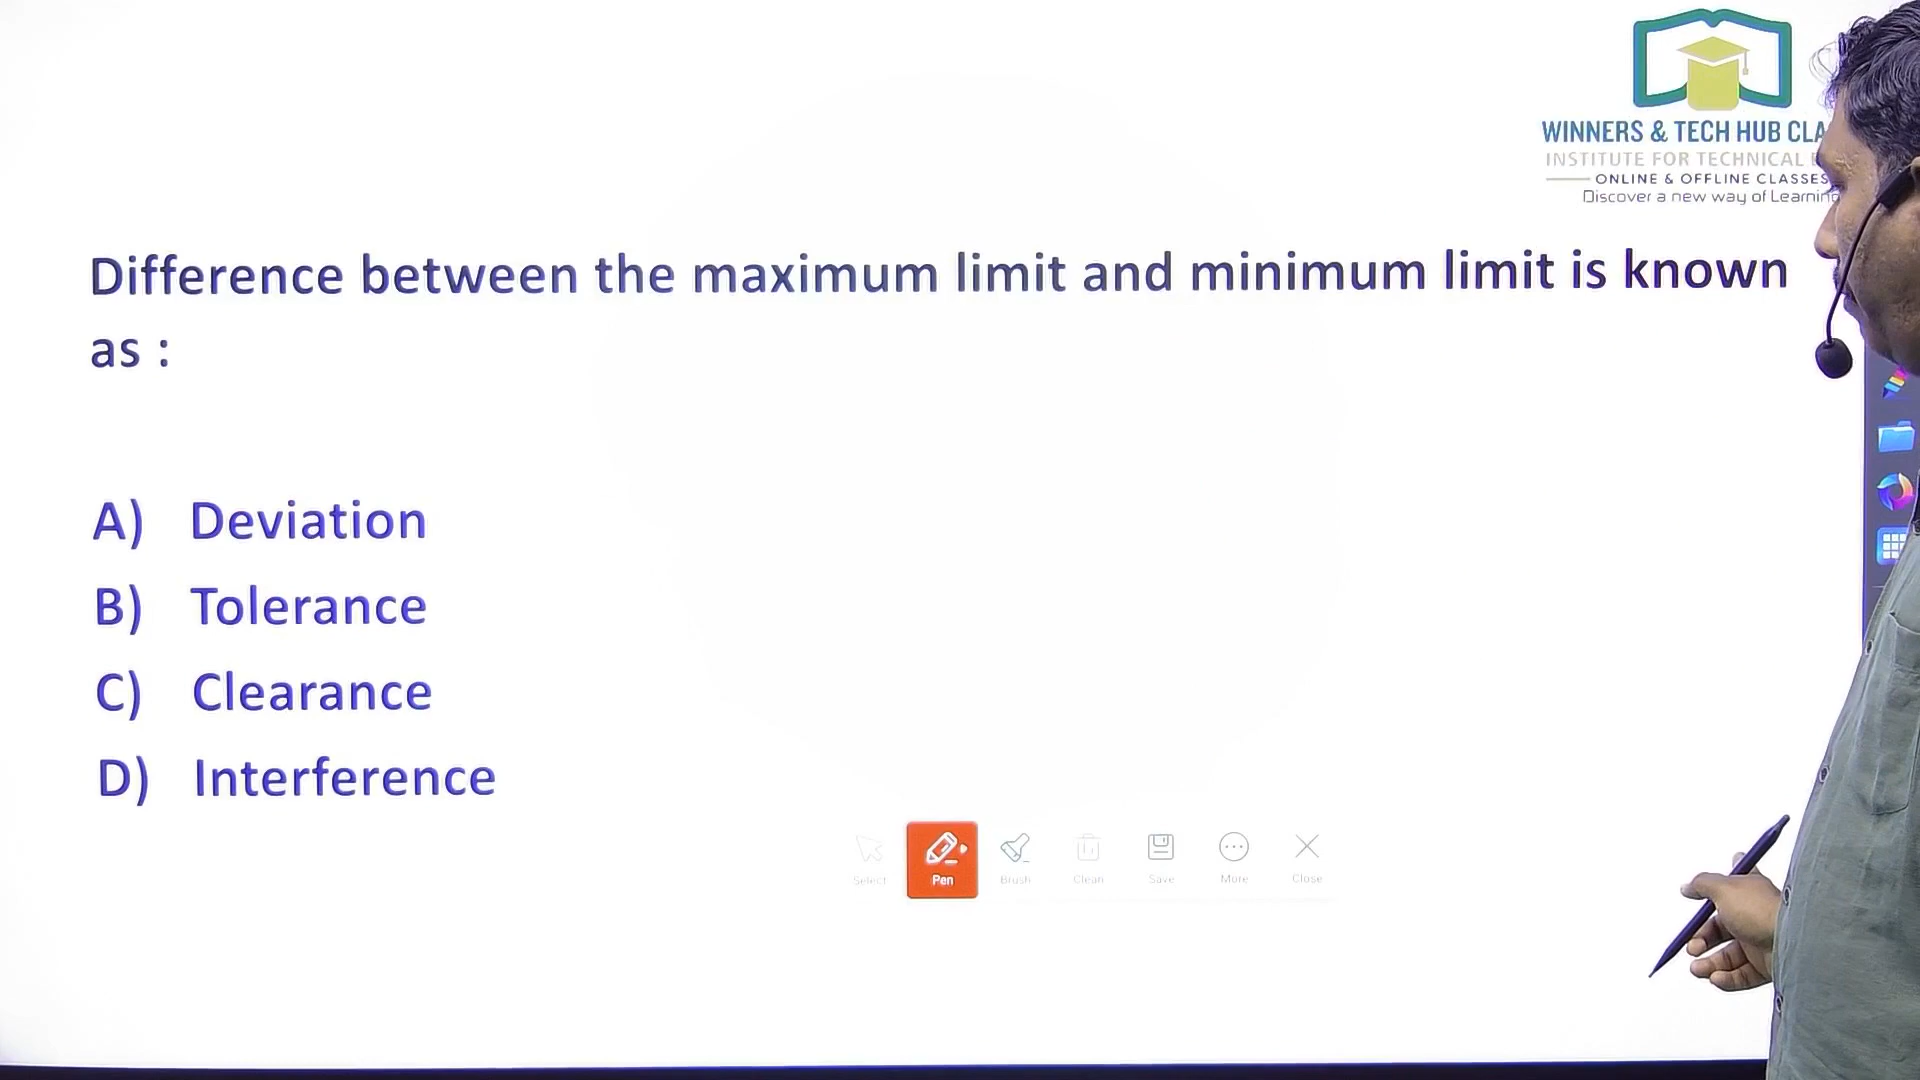 WINNERS & TECH HUB
INSTITUTE FOR TECHNICAL
ONLINE & OFFLINE CLASSES
Discover a new way of Learning
Difference between the maximum limit and minimum limit is known
as :
A) Deviation
B) Tolerance
C) Clearance
D) Interference
Select Pen Brush Clean Save More Close